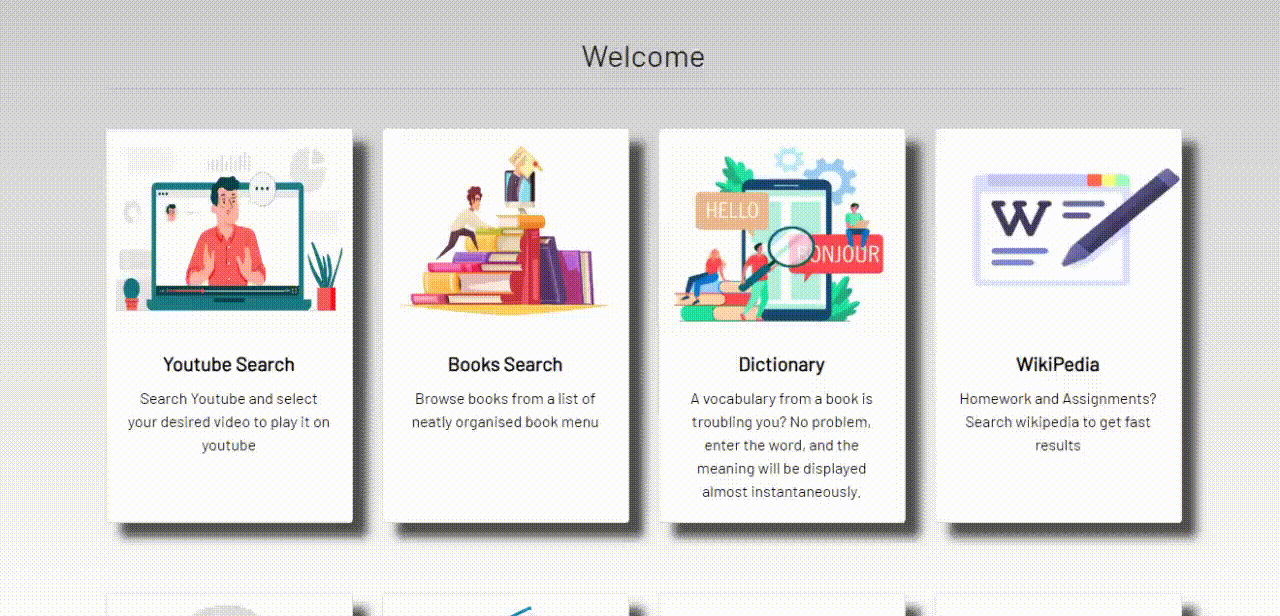 Welcome
HELLO
BONJOUR
W
Youtube Search
Search Youtube and select
your desired video to play it on
youtube
Books Search
Browse books from a list of
neatly organised book menu
Dictionary
A vocabulary from a book is
troubling you? No problem,
enter the word, and the
meaning will be displayed
almost instantaneously.
WikiPedia
Homework and Assignments?
Search wikipedia to get fast
results